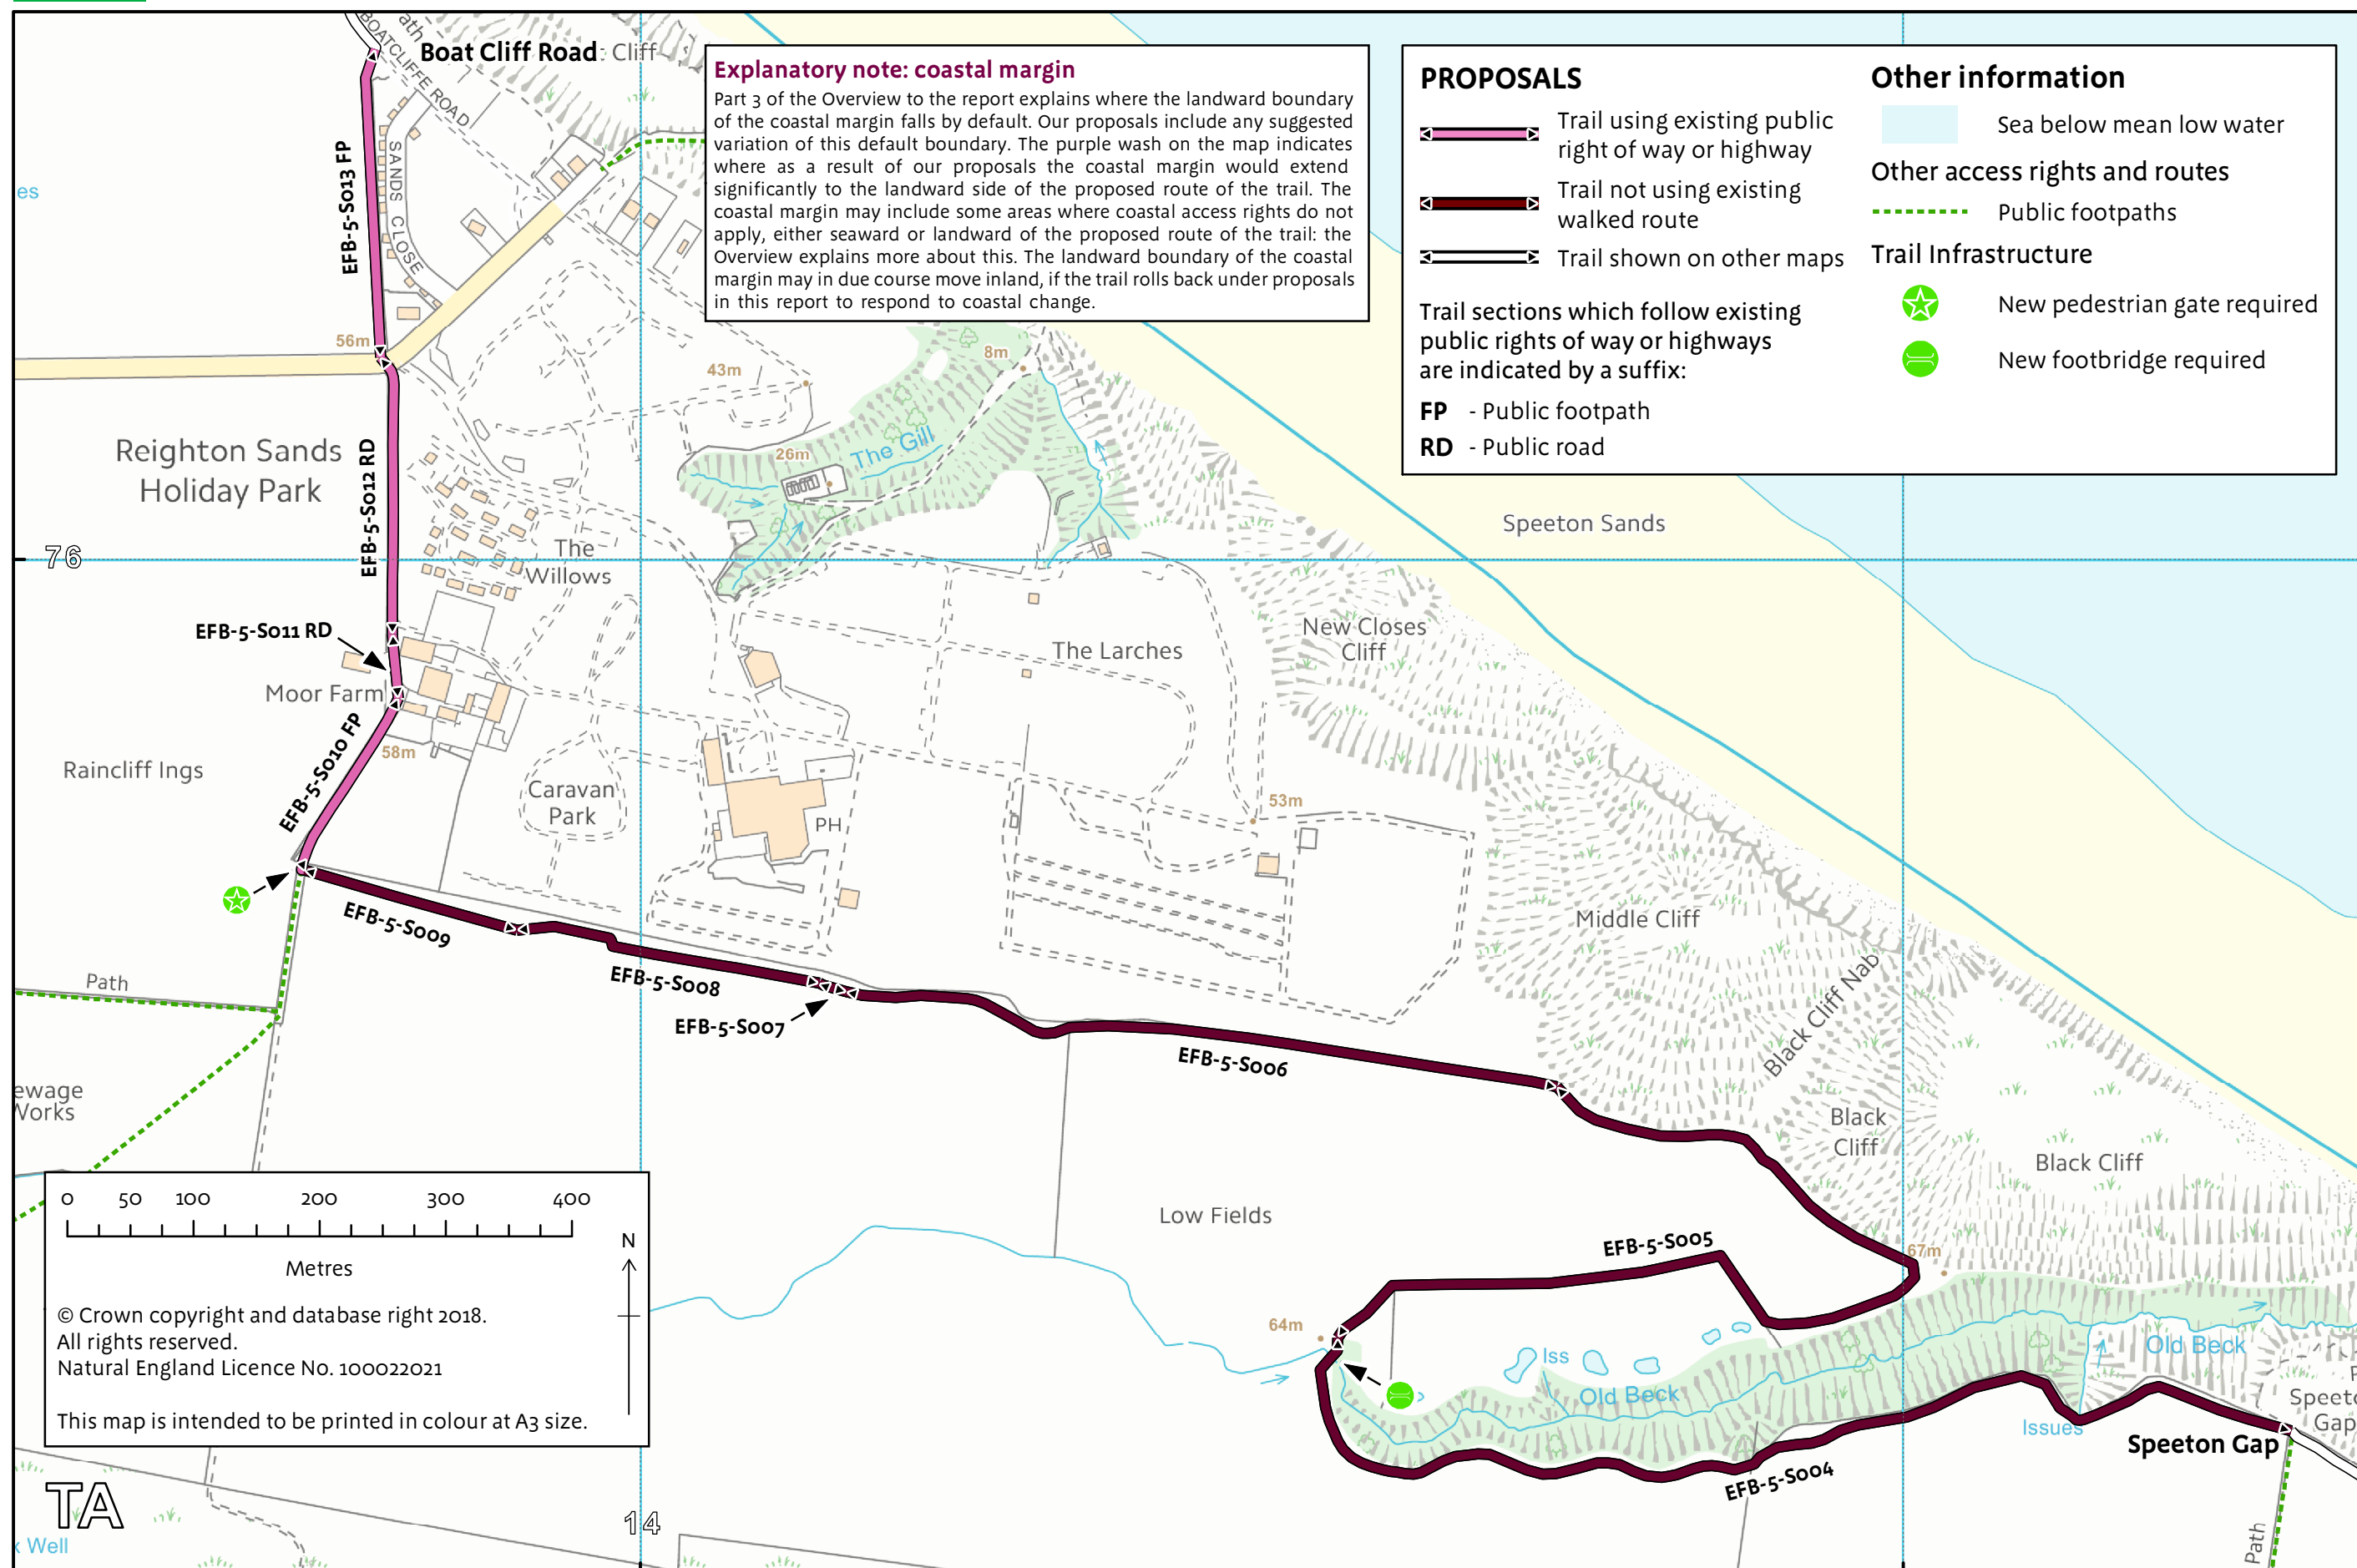 Boat Cliff Road
Cliff
ath
BOATCLIFFE ROAD
SANDS CLOSE
EFB-5-S013 FP
es
56m
Explanatory note: coastal margin
Part 3 of the Overview to the report explains where the landward boundary
of the coastal margin falls by default. Our proposals include any suggested
variation of this default boundary. The purple wash on the map indicates
where as a result of our proposals the coastal margin would extend
significantly to the landward side of the proposed route of the trail. The
coastal margin may include some areas where coastal access rights do not
apply, either seaward or landward of the proposed route of the trail: the
Overview explains more about this. The landward boundary of the coastal
margin may in due course move inland, if the trail rolls back under proposals
in this report to respond to coastal change.
PROPOSALS
Trail using existing public
right of way or highway
Trail not using existing
walked route
Trail shown on other maps
Trail sections which follow existing
public rights of way or highways
are indicated by a suffix:
FP - Public footpath
RD - Public road
Other information
Sea below mean low water
Other access rights and routes
Public footpaths
Trail Infrastructure
New pedestrian gate required
New footbridge required
43m
8m
26m
The Gill
Reighton Sands
Holiday Park
EFB-5-S012 RD
76
The
Willows
Speeton Sands
EFB-5-S011 RD
New Closes
Cliff
The Larches
Moor Farm
58m
EFB-5-S010 FP
Raincliff Ings
Caravan
Park
PH
53m
Middle Cliff
EFB-5-S009
EFB-5-S008
EFB-5-S007
Path
Black Cliff Nab
EFB-5-S006
ewage
Works
Black
Cliff
Black Cliff
Low Fields
EFB-5-S005
67m
64m
Iss
Old Beck
Old Beck
Issues
Speeto
Gap
Speeton Gap
EFB-5-S004
Path
0 50 100 200 300 400
Metres
N
© Crown copyright and database right 2018.
All rights reserved.
Natural England Licence No. 100022021
This map is intended to be printed in colour at A3 size.
TA
14
Well